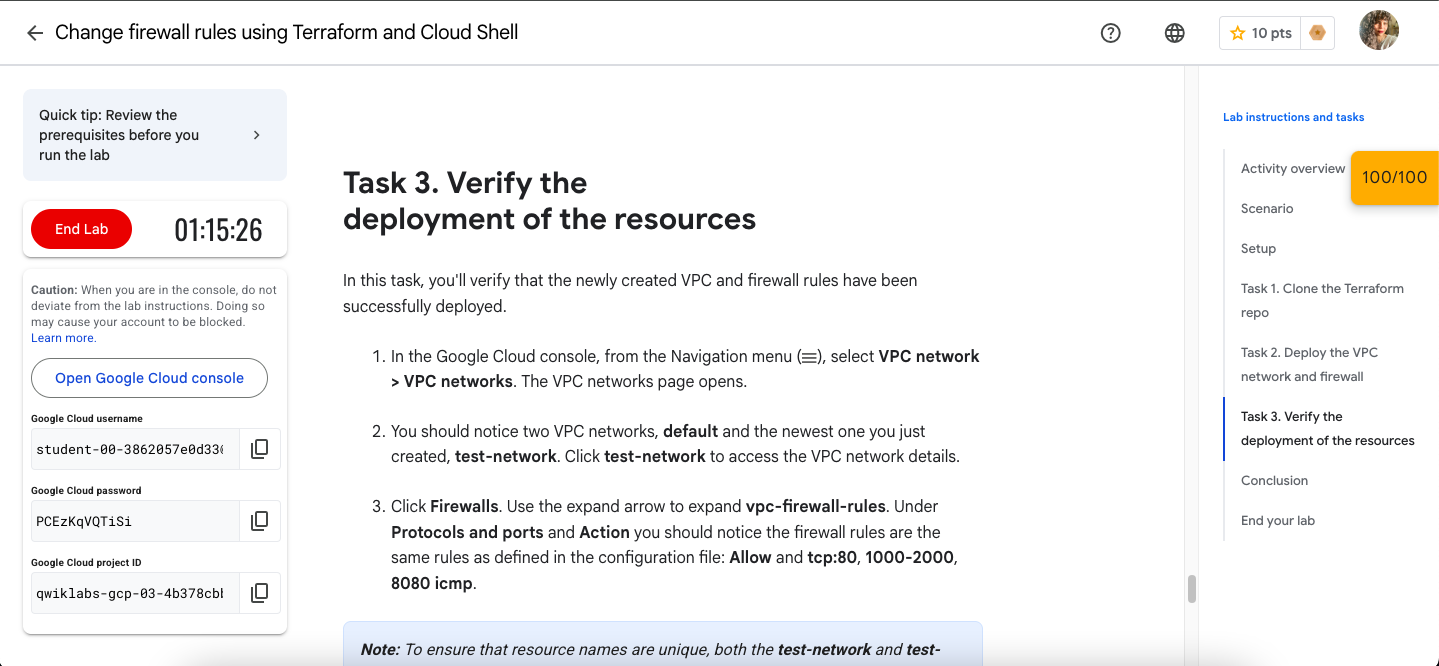 Change firewall rules using Terraform and Cloud Shell
10 pts
Quick tip: Review the
prerequisites before you
run the lab
End Lab
01:15:26
Caution: When you are in the console, do not
deviate from the lab instructions. Doing so
may cause your account to be blocked.
Learn more.
Open Google Cloud console
Google Cloud username
student-00-3862057e0d33
Google Cloud password
PCEzKqVQTiSi
Google Cloud project ID
qwiklabs-gcp-03-4b378cb
Task 3. Verify the
deployment of the resources
In this task, you'll verify that the newly created VPC and firewall rules have been
successfully deployed.
1. In the Google Cloud console, from the Navigation menu (≡), select VPC network
> VPC networks. The VPC networks page opens.
2. You should notice two VPC networks, default and the newest one you just
created, test-network. Click test-network to access the VPC network details.
3. Click Firewalls. Use the expand arrow to expand vpc-firewall-rules. Under
Protocols and ports and Action you should notice the firewall rules are the
same rules as defined in the configuration file: Allow and tcp:80, 1000-2000,
8080 icmp.
Note: To ensure that resource names are unique, both the test-network and test-
Lab instructions and tasks
Activity overview
100/100
Scenario
Setup
Task 1. Clone the Terraform
repo
Task 2. Deploy the VPC
network and firewall
Task 3. Verify the
deployment of the resources
Conclusion
End your lab